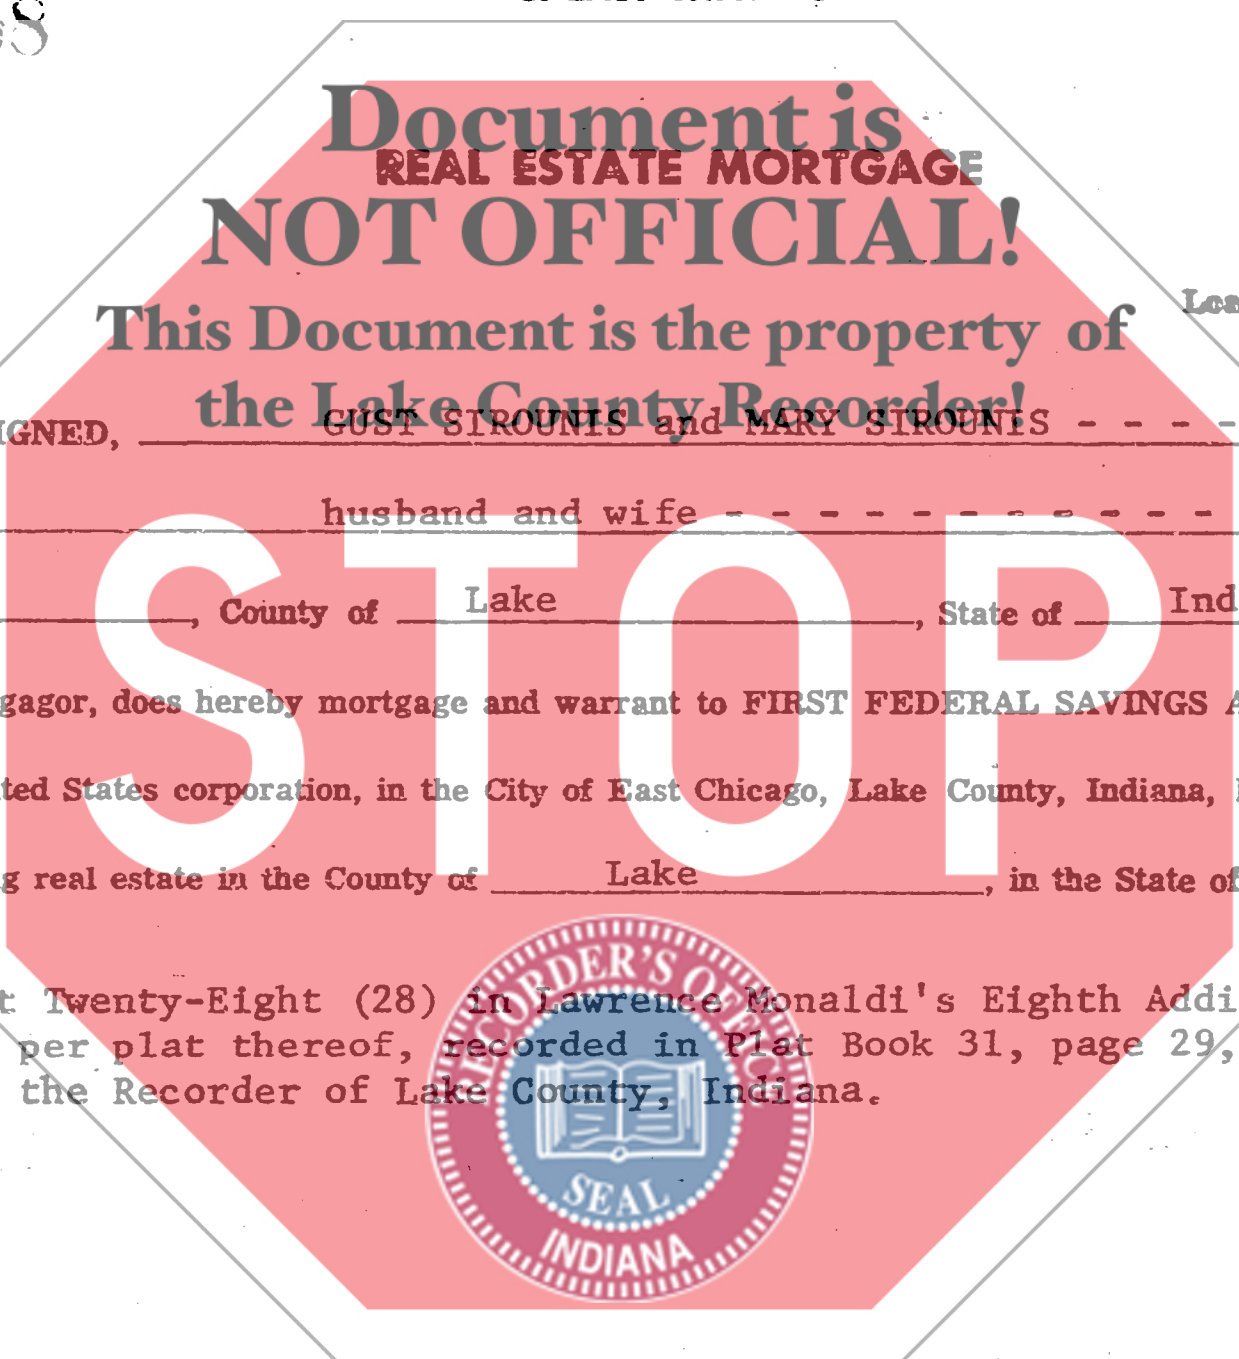 8
Document is
REAL ESTATE MORTGAGE
NOT OFFICIAL!
This Document is the property of
the Lake County Recorder!
IGNED, GUST SIROUNIS and MARY SIROUNIS - - - -
husband and wife - - - - - - - - - - -
, County of Lake , State of Ind
gagor, does hereby mortgage and warrant to FIRST FEDERAL SAVINGS A
ted States corporation, in the City of East Chicago, Lake County, Indiana,
g real estate in the County of Lake , in the State of
t Twenty-Eight (28) in Lawrence Monaldi's Eighth Addi
per plat thereof, recorded in Plat Book 31, page 29,
the Recorder of Lake County, Indiana.
STOP
RECORDER'S OFFICE
SEAL
INDIANA